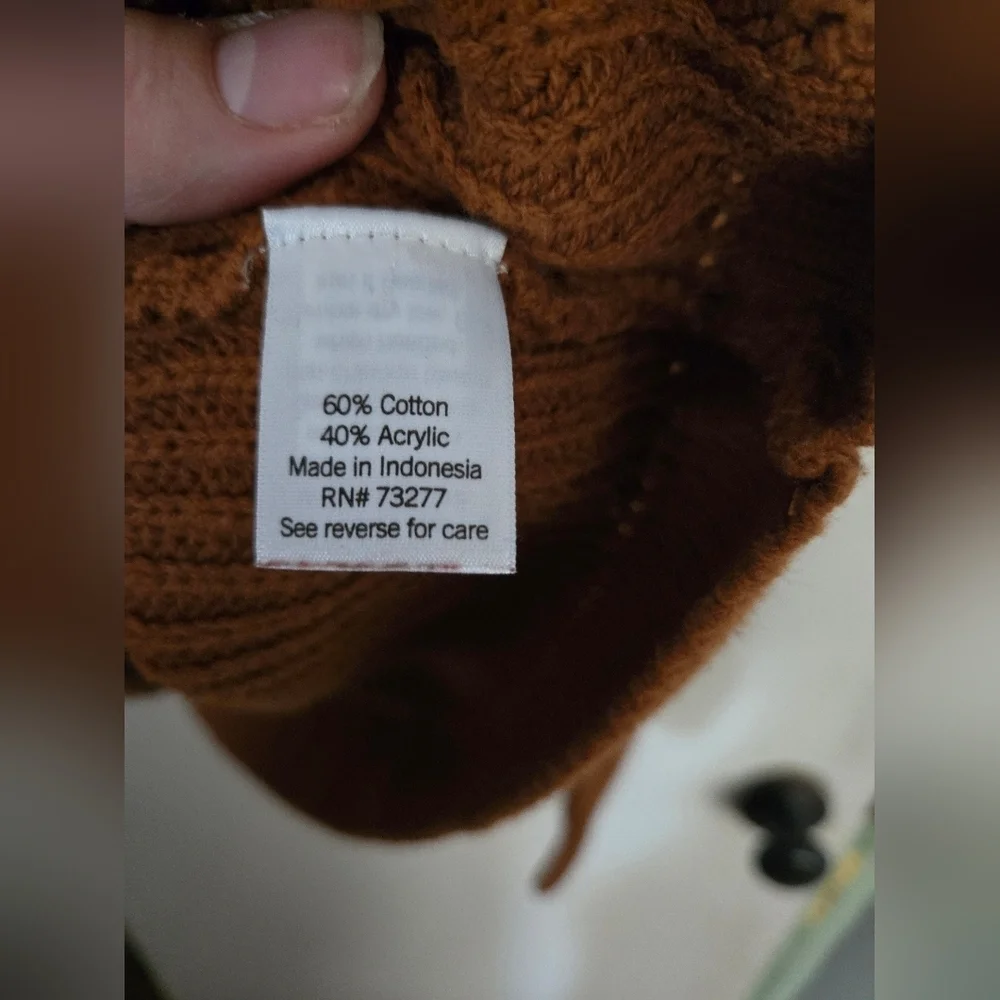 60% Cotton
40% Acrylic
Made in Indonesia
RN# 73277
See reverse for care